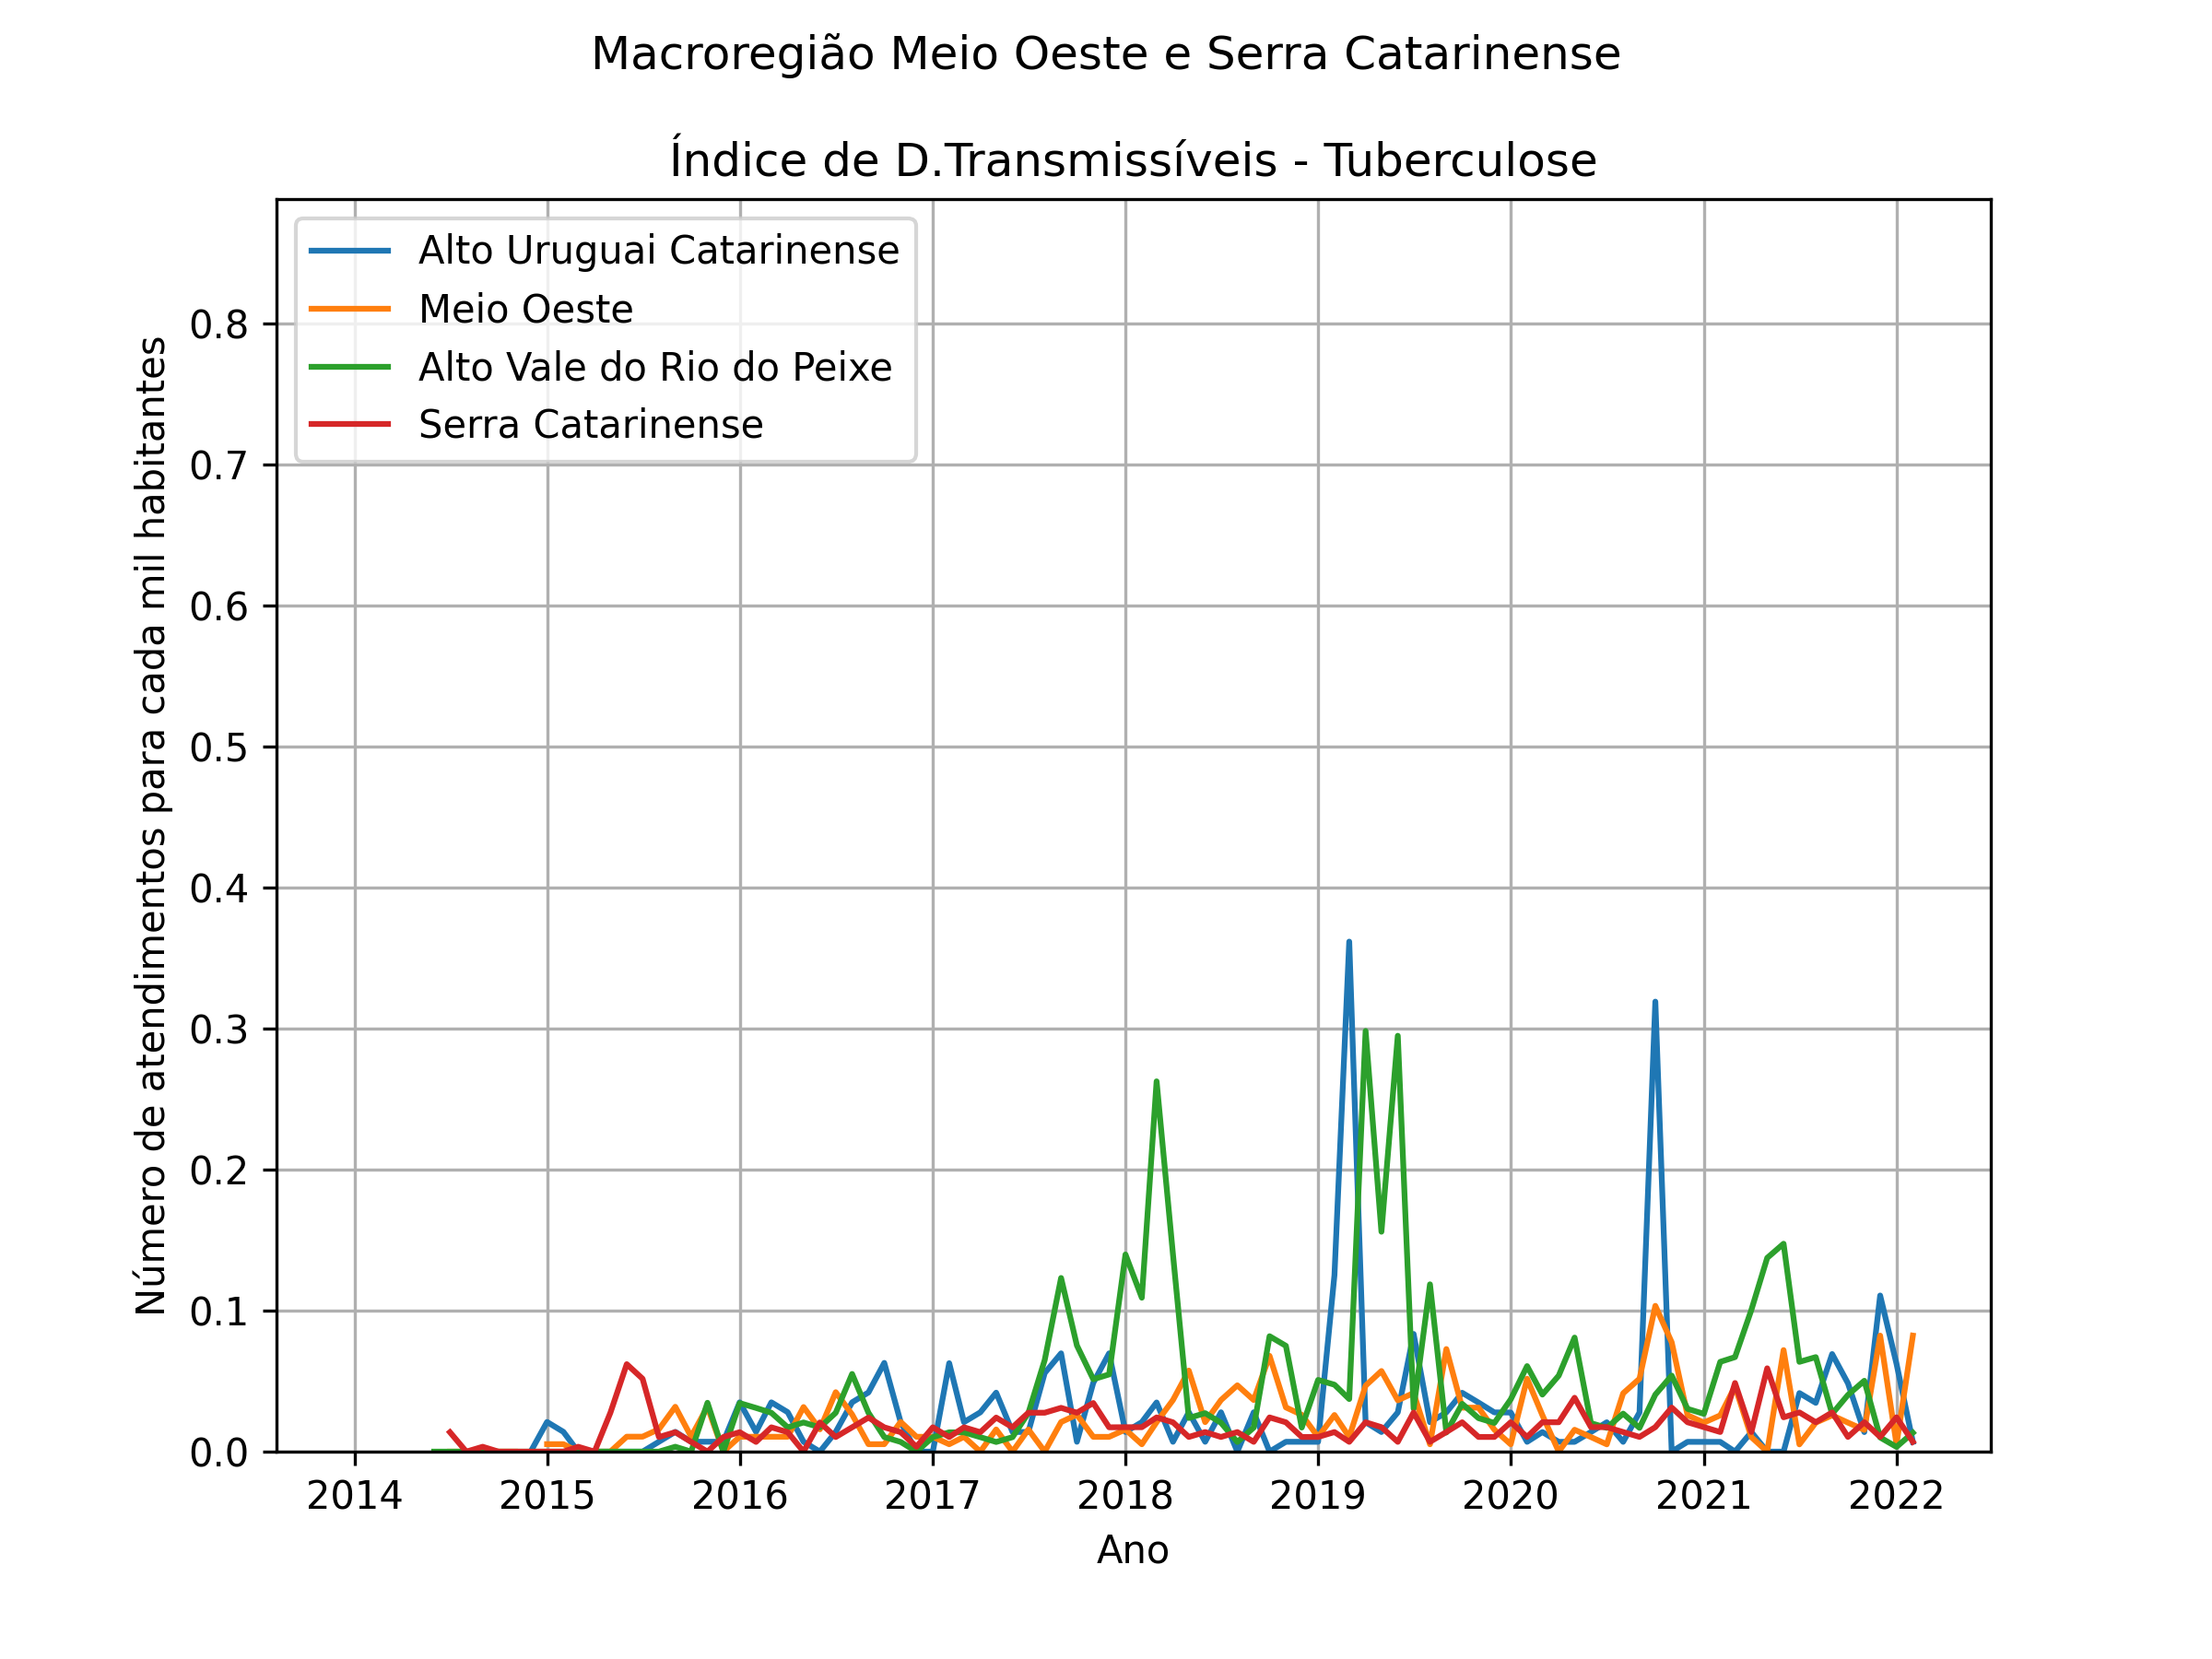 Macroregião Meio Oeste e Serra Catarinense
Índice de D.Transmissíveis - Tuberculose
Alto Uruguai Catarinense
Meio Oeste
Alto Vale do Rio do Peixe
Serra Catarinense
Número de atendimentos para cada mil habitantes
0.8
0.7
0.6
0.5
0.4
0.3
0.2
0.1
0.0
2014 2015 2016 2017 2018 2019 2020 2021 2022
Ano